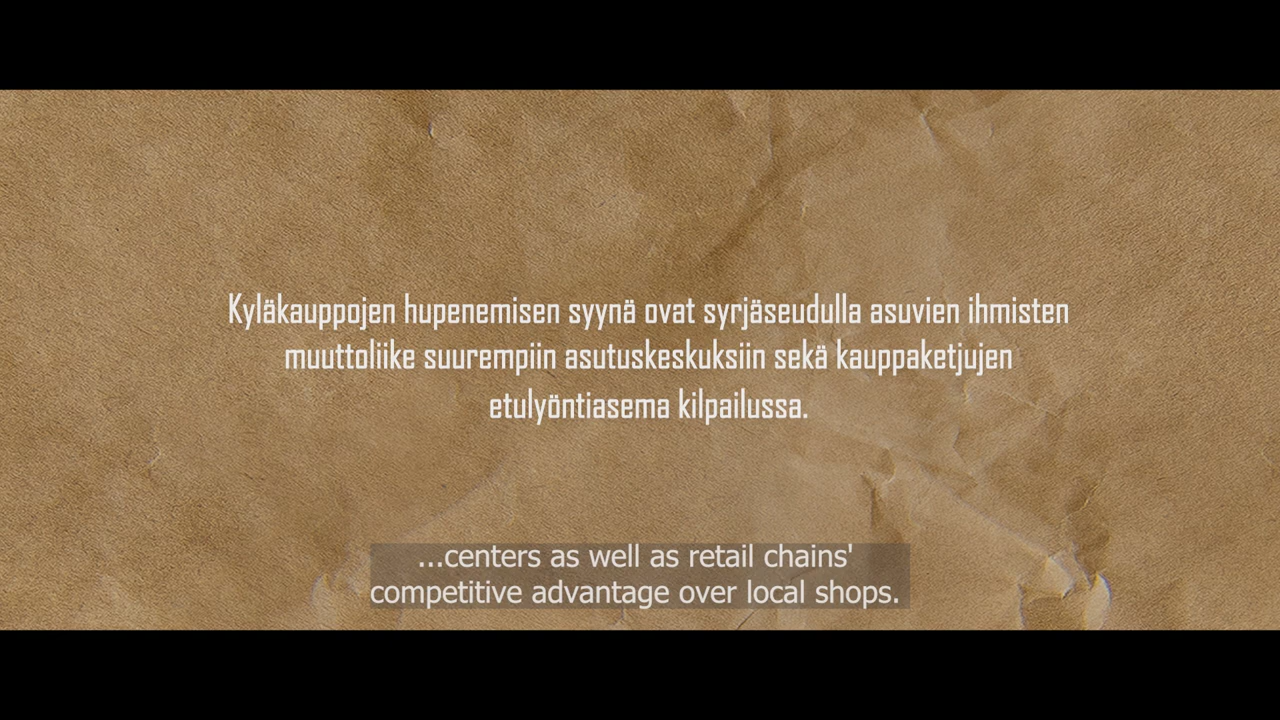 Kyläkauppojen hupenemisen syynä ovat syrjäseudulla asuvien ihmisten
muuttoliike suurempiin asutuskeskuksiin sekä kauppaketjujen
etulyöntiasema kilpailussa.
...centers as well as retail chains'
competitive advantage over local shops.